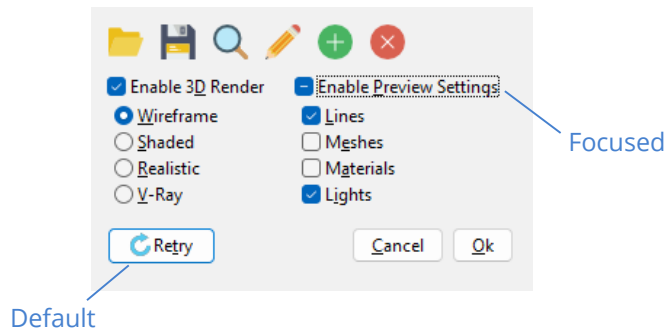 Enable 3D Render
Enable Preview Settings
Wireframe
Lines
Focused
Shaded
Meshes
Realistic
Materials
V-Ray
Lights
Retry
Cancel
Ok
Default